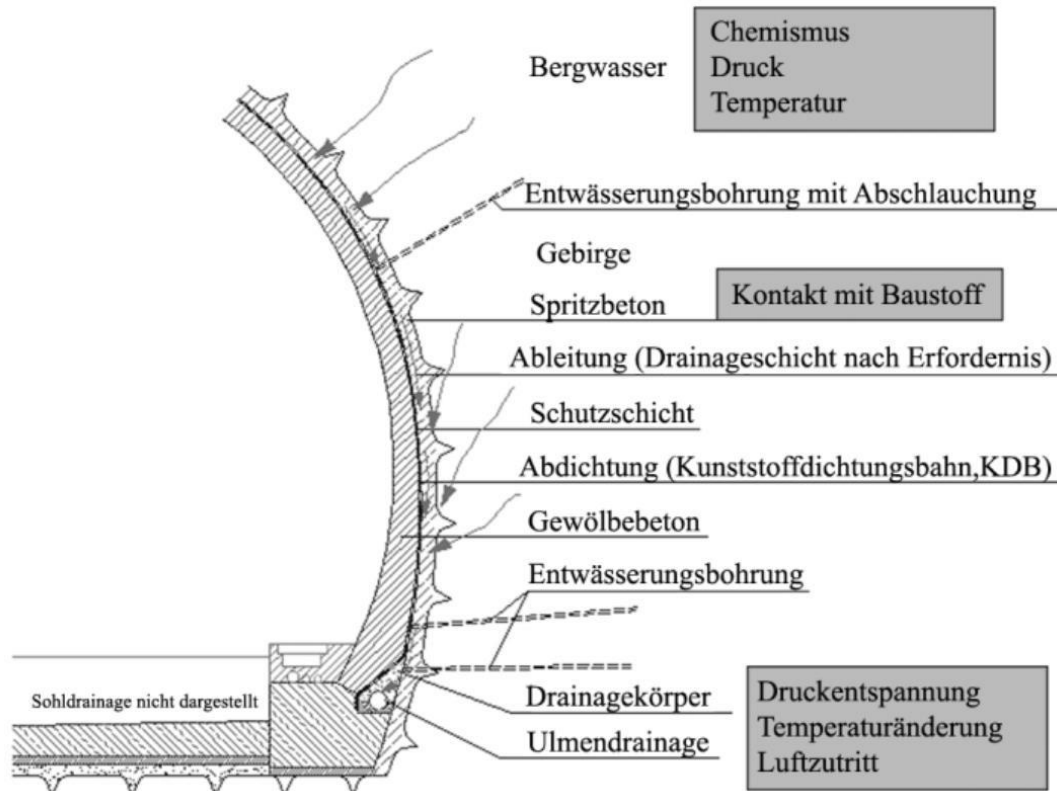 Bergwasser
Chemismus
Druck
Temperatur
Entwässerungsbohrung mit Abschlauchung
Gebirge
Spritzbeton
Kontakt mit Baustoff
Ableitung (Drainageschicht nach Erfordernis)
Schutzschicht
Abdichtung (Kunststoffdichtungsbahn,KDB)
Gewölbebeton
Entwässerungsbohrung
Sohldrainage nicht dargestellt
Drainagekörper
Ulmendrainage
Druckentspannung
Temperaturänderung
Luftzutritt